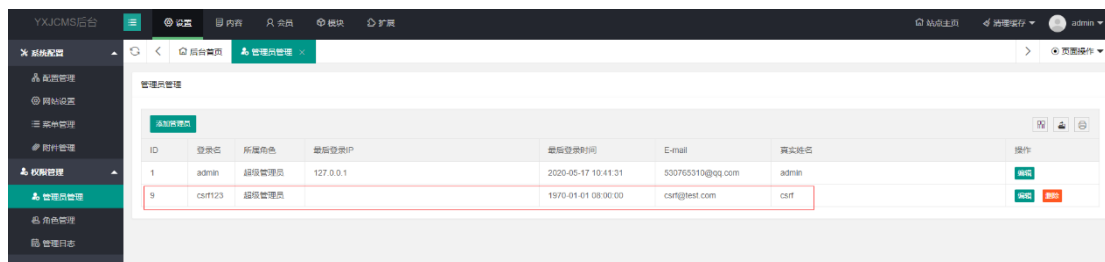 YXJCMS后台 设置 内容 会员 模块 扩展 站点主页 清理缓存 admin
系统配置 后台首页 管理员管理 × 页面操作
配置管理
管理员管理
网站设置
菜单管理
添加管理员
附件管理
ID 登录名 所属角色 最后登录IP 最后登录时间 E-mail 真实姓名 操作
权限管理
1 admin 超级管理员 127.0.0.1 2020-05-17 10:41:31 530765310@qq.com admin 编辑
管理员管理
9 csrf123 超级管理员 1970-01-01 08:00:00 csrf@test.com csrf 编辑 删除
角色管理
管理日志